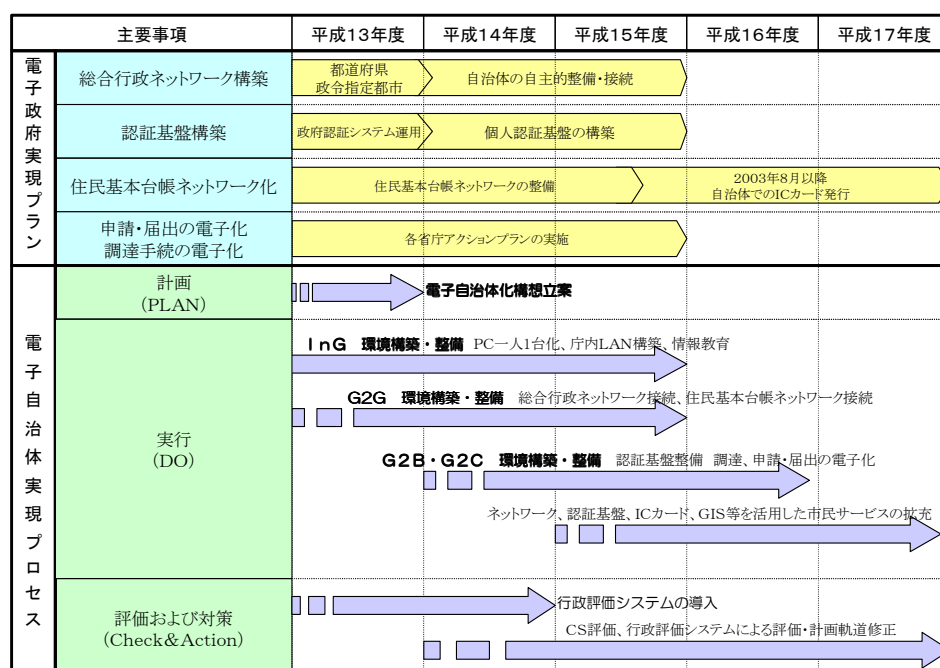 主要事項
平成13年度
平成14年度
平成15年度
平成16年度
平成17年度
電子政府実現プラン
総合行政ネットワーク構築
都道府県
政令指定都市
自治体の自主的整備・接続
認証基盤構築
政府認証システム運用
個人認証基盤の構築
住民基本台帳ネットワーク化
住民基本台帳ネットワークの整備
2003年8月以降
自治体でのICカード発行
申請・届出の電子化
調達手続の電子化
各省庁アクションプランの実施
電子自治体実現プロセス
計画
(PLAN)
電子自治体化構想立案
実行
(DO)
InG 環境構築・整備 PC一人1台化、庁内LAN構築、情報教育
G2G 環境構築・整備 総合行政ネットワーク接続、住民基本台帳ネットワーク接続
G2B・G2C 環境構築・整備 認証基盤整備 調達、申請・届出の電子化
ネットワーク、認証基盤、ICカード、GIS等を活用した市民サービスの拡充
評価および対策
(Check&Action)
行政評価システムの導入
CS評価、行政評価システムによる評価・計画軌道修正